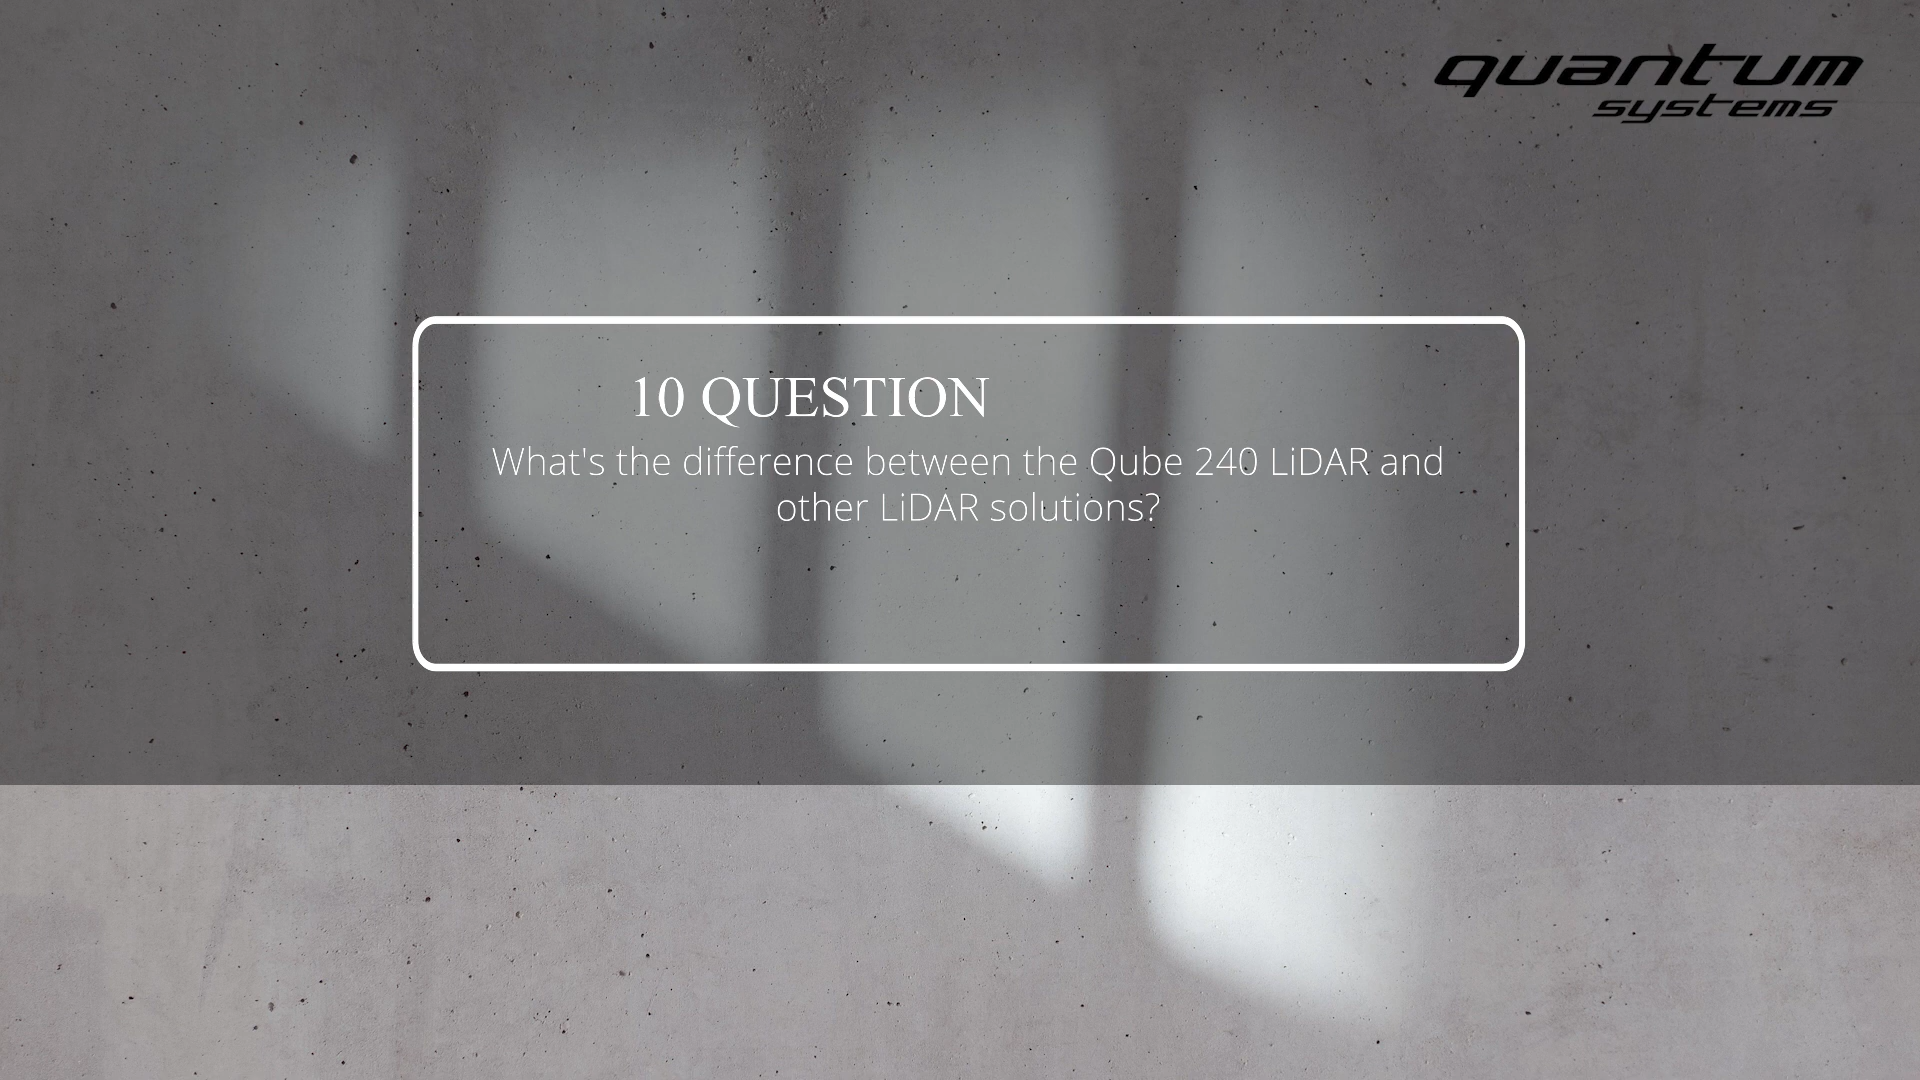 quantum
systems
10 QUESTION
What's the difference between the Qube 240 LiDAR and
other LiDAR solutions?